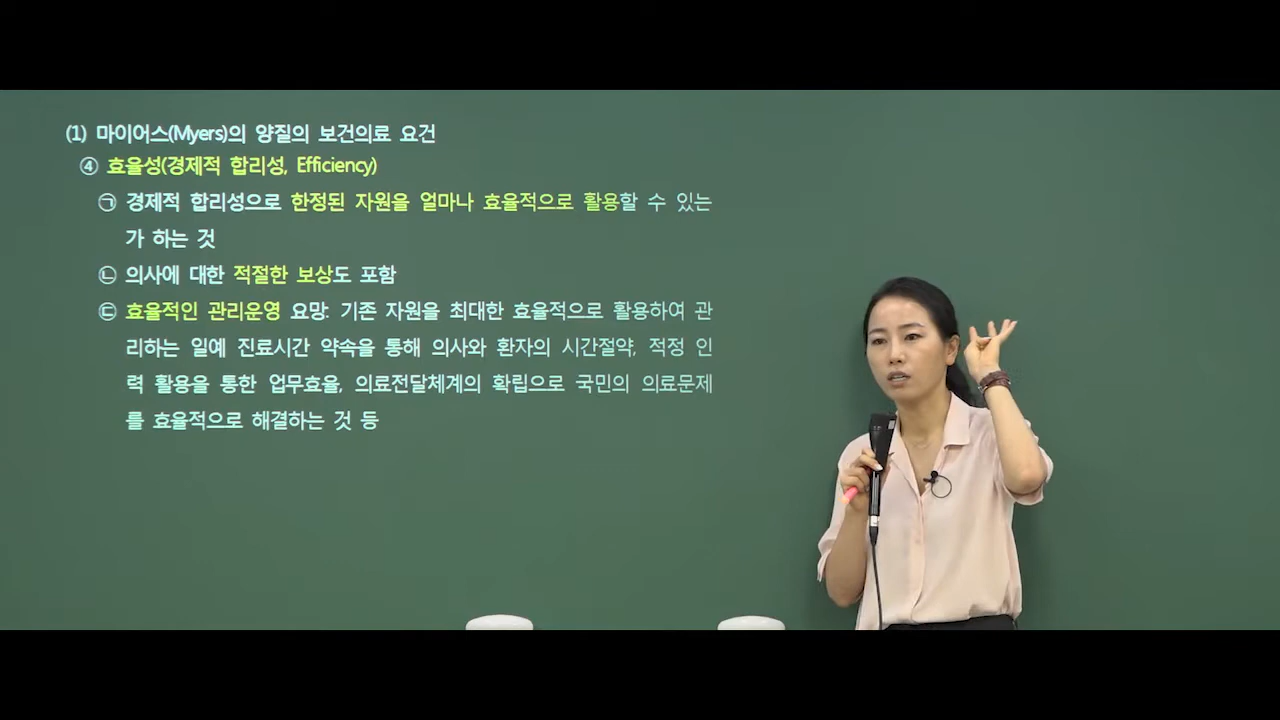 (1) 마이어스(Myers)의 양질의 보건의료 요건
④ 효율성(경제적 합리성, Efficiency)
㉠ 경제적 합리성으로 한정된 자원을 얼마나 효율적으로 활용할 수 있는
가 하는 것
㉡ 의사에 대한 적절한 보상도 포함
㉢ 효율적인 관리운영 요망: 기존 자원을 최대한 효율적으로 활용하여 관
리하는 일예 진료시간 약속을 통해 의사와 환자의 시간절약, 적정 인
력 활용을 통한 업무효율, 의료전달체계의 확립으로 국민의 의료문제
를 효율적으로 해결하는 것 등